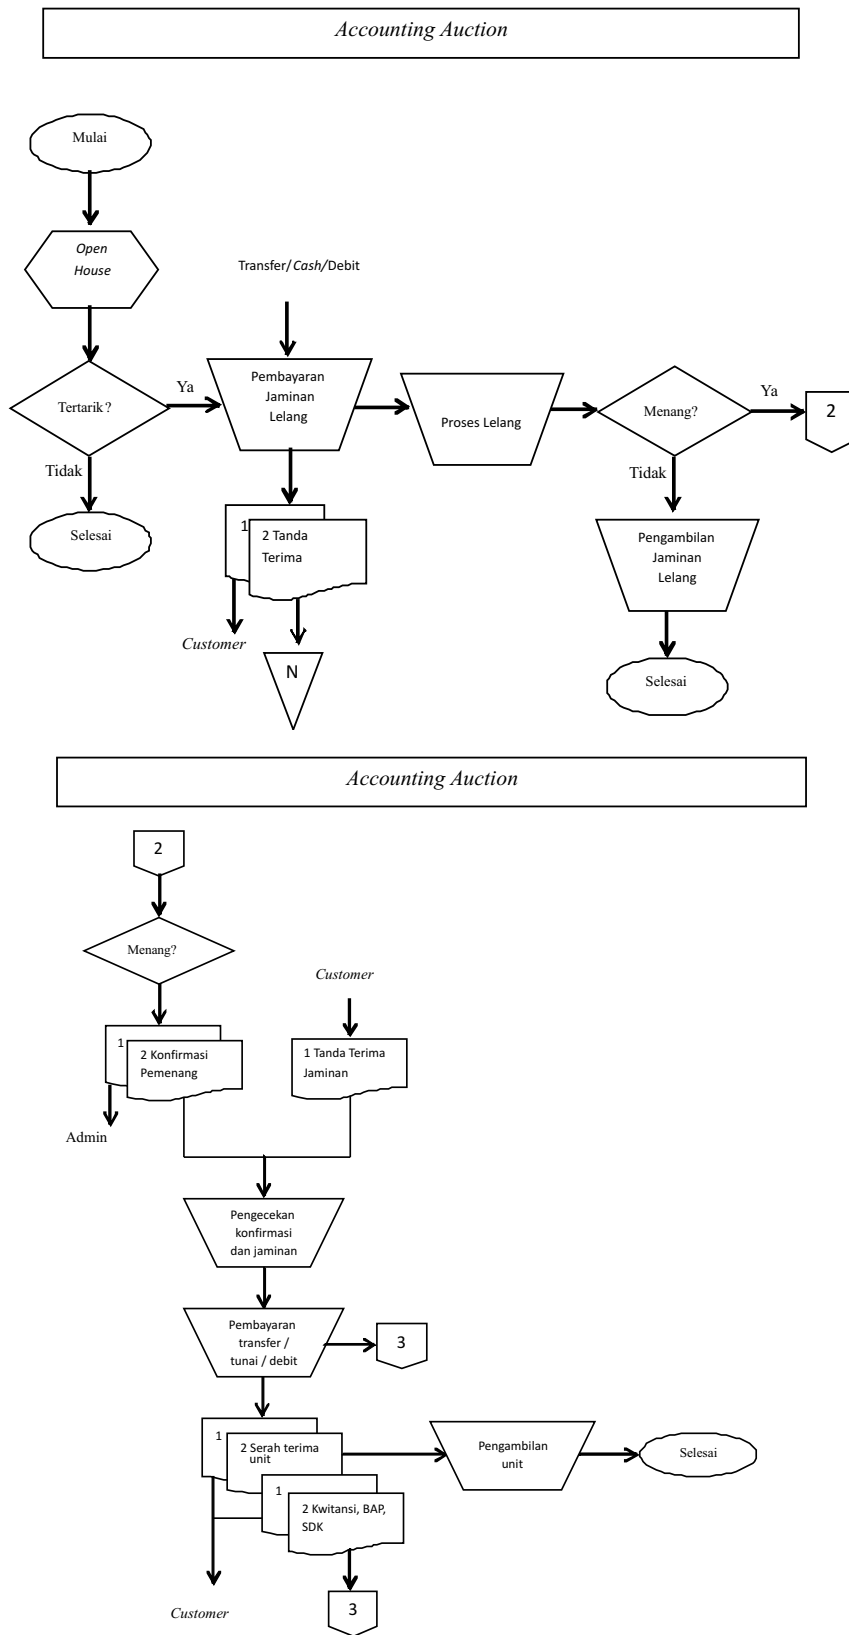 Accounting Auction
Mulai
Open
House
Transfer/Cash/Debit
Tertarik?
Ya
Pembayaran
Jaminan
Lelang
Proses Lelang
Menang?
Ya
2
Tidak
Tidak
Selesai
1
2 Tanda
Terima
Pengambilan
Jaminan
Lelang
Customer
N
Selesai
Accounting Auction
2
Menang?
Customer
1
2 Konfirmasi
Pemenang
1 Tanda Terima
Jaminan
Admin
Pengecekan
konfirmasi
dan jaminan
Pembayaran
transfer /
tunai / debit
3
1
2 Serah terima
unit
Pengambilan
unit
Selesai
1
2 Kwitansi, BAP,
SDK
Customer
3